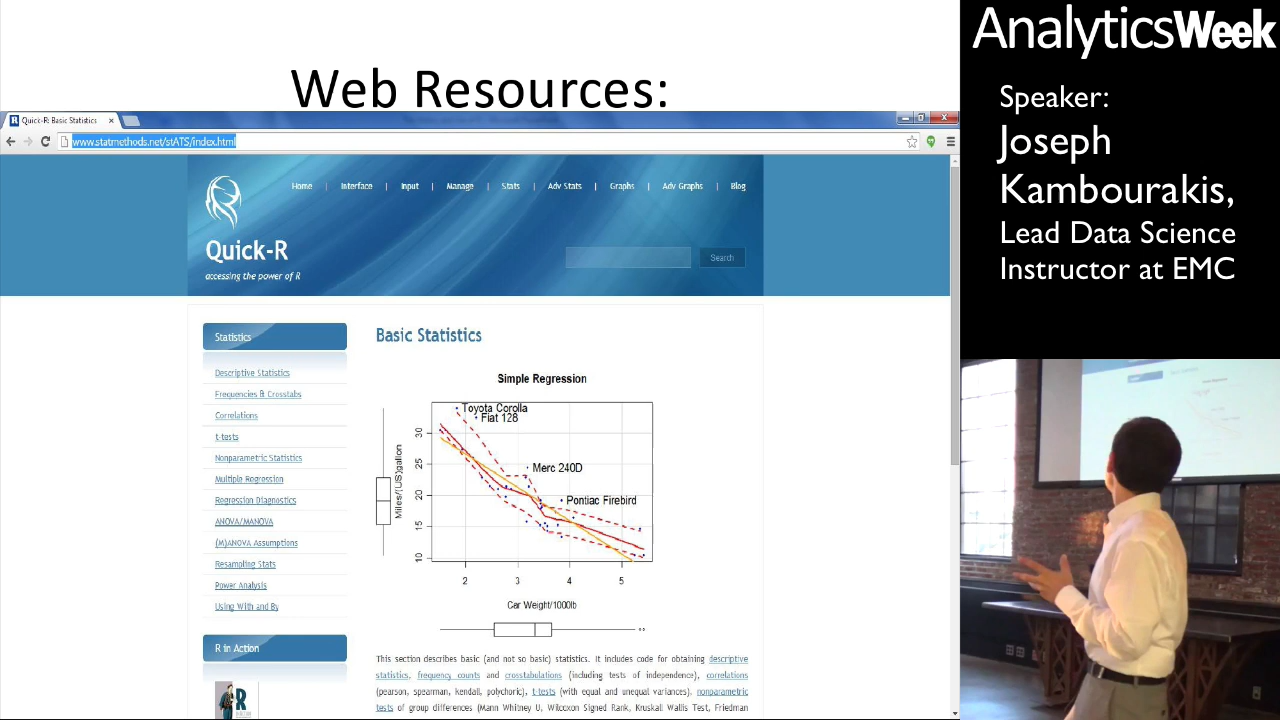 Web Resources:
Quick-R: Basic Statistics
www.statmethods.net/stATS/index.html
Home | Interface | Input | Manage | Stats | Adv Stats | Graphs | Adv Graphs | Blog
Quick-R
accessing the power of R
Search
Statistics
Descriptive Statistics
Frequencies & Crosstabs
Correlations
t-tests
Nonparametric Statistics
Multiple Regression
Regression Diagnostics
ANOVA/MANOVA
(M)ANOVA Assumptions
Resampling Stats
Power Analysis
Using With and By
R in Action
R
Basic Statistics
Simple Regression
Toyota Corolla
Fiat 128
Merc 240D
Pontiac Firebird
Miles/(US)gallon
30
25
20
15
10
2 3 4 5
Car Weight/1000lb
This section describes basic (and not so basic) statistics. It includes code for obtaining descriptive
statistics, frequency counts and crosstabulations (including tests of independence), correlations
(pearson, spearman, kendall, polychoric), t-tests (with equal and unequal variances), nonparametric
tests of group differences (Mann Whitney U, Wilcoxon Signed Rank, Kruskall Wallis Test, Friedman
AnalyticsWeek
Speaker:
Joseph
Kambourakis,
Lead Data Science
Instructor at EMC